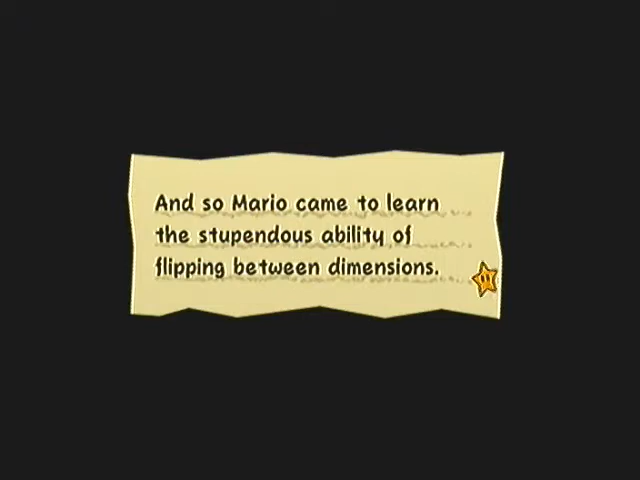 And so Mario came to learn
the stupendous ability of
flipping between dimensions.